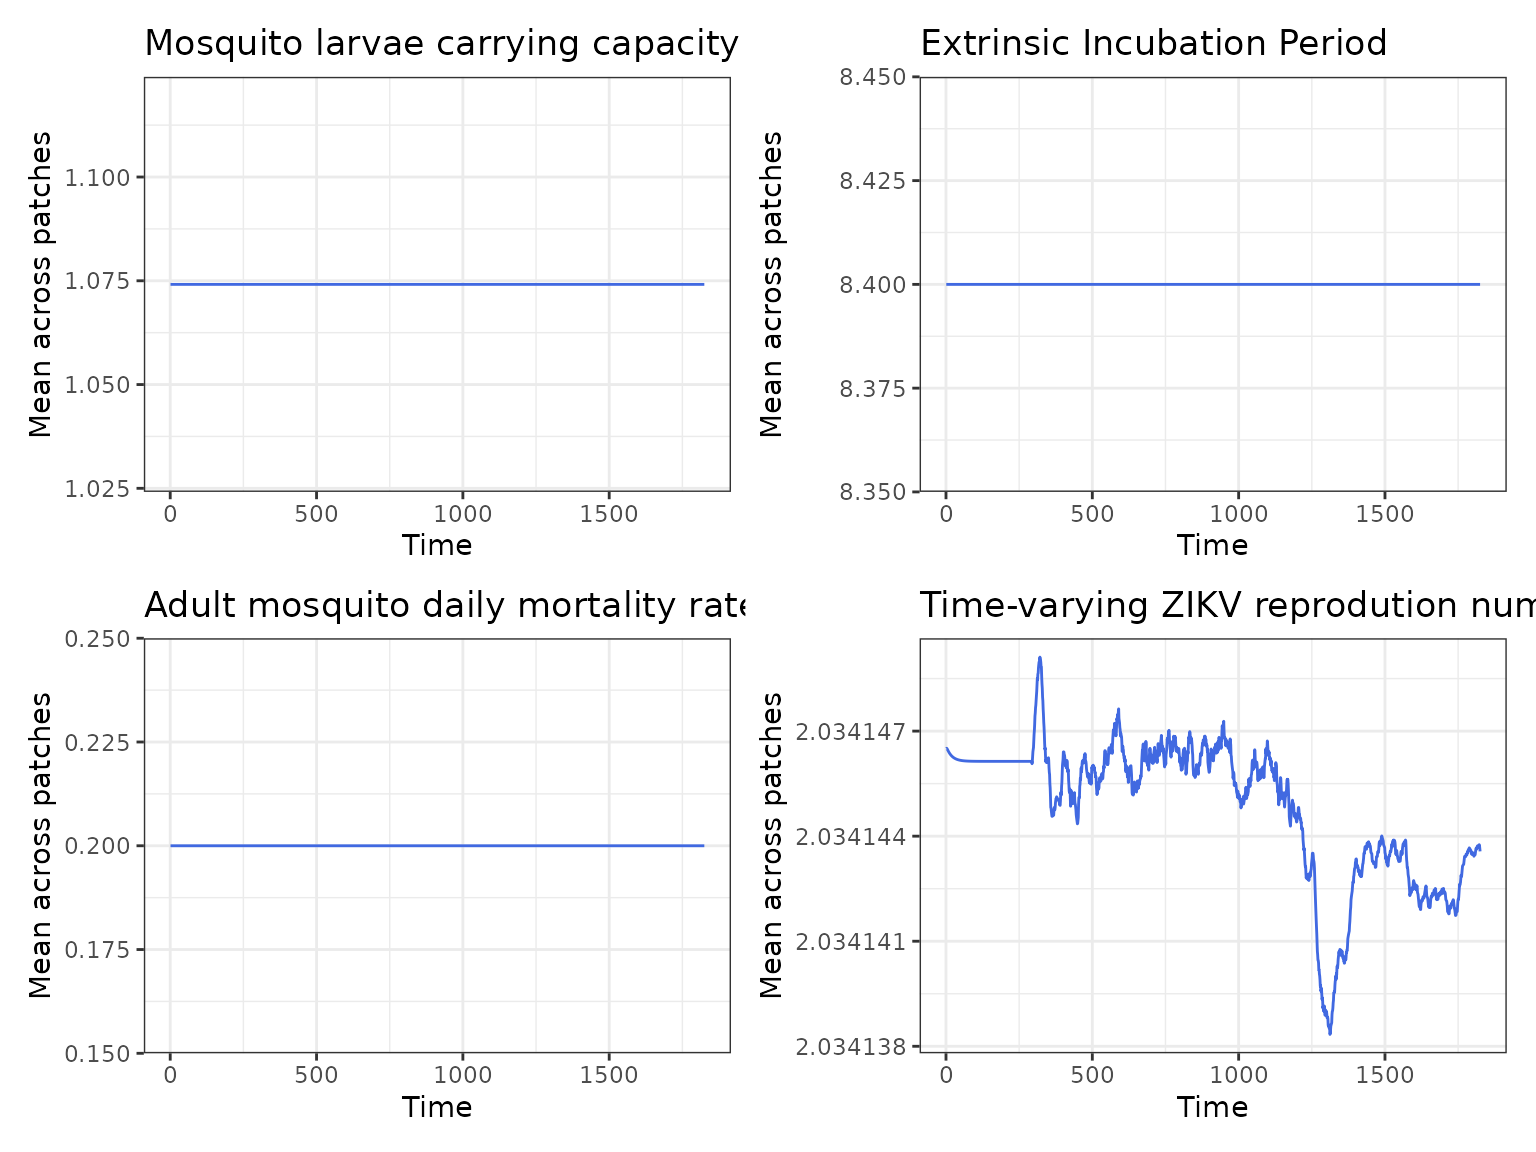 Mosquito larvae carrying capacity
Mean across patches
1.100
1.075
1.050
1.025
0 500 1000 1500
Time
Extrinsic Incubation Period
Mean across patches
8.450
8.425
8.400
8.375
8.350
0 500 1000 1500
Time
Adult mosquito daily mortality rate
Mean across patches
0.250
0.225
0.200
0.175
0.150
0 500 1000 1500
Time
Time-varying ZIKV reprodution num
Mean across patches
2.034147
2.034144
2.034141
2.034138
0 500 1000 1500
Time